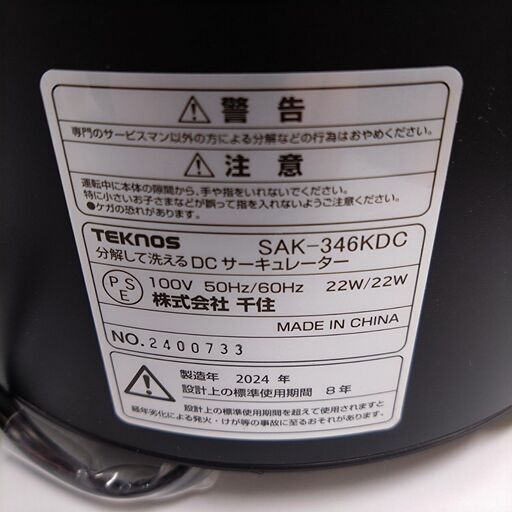 警告
専門のサービスマン以外の方による分解などの行為はおやめください。
注意
運転中に本体の隙間から、手や指をいれないでください。
特に小さいお子さまなどが誤って指をいれないようご注意ください。
●ケガの恐れがあります。
TEKNOS SAK-346KDC
分解して洗えるDCサーキュレーター
PSE 100V 50Hz/60Hz 22W/22W
株式会社 千住
MADE IN CHINA
NO. 2400733
製造年 2024 年
設計上の標準使用期間 8年
設計上の標準使用期間を超えて使用されますと、
経年劣化による発火・けが等の事故に至るおそれがあります。